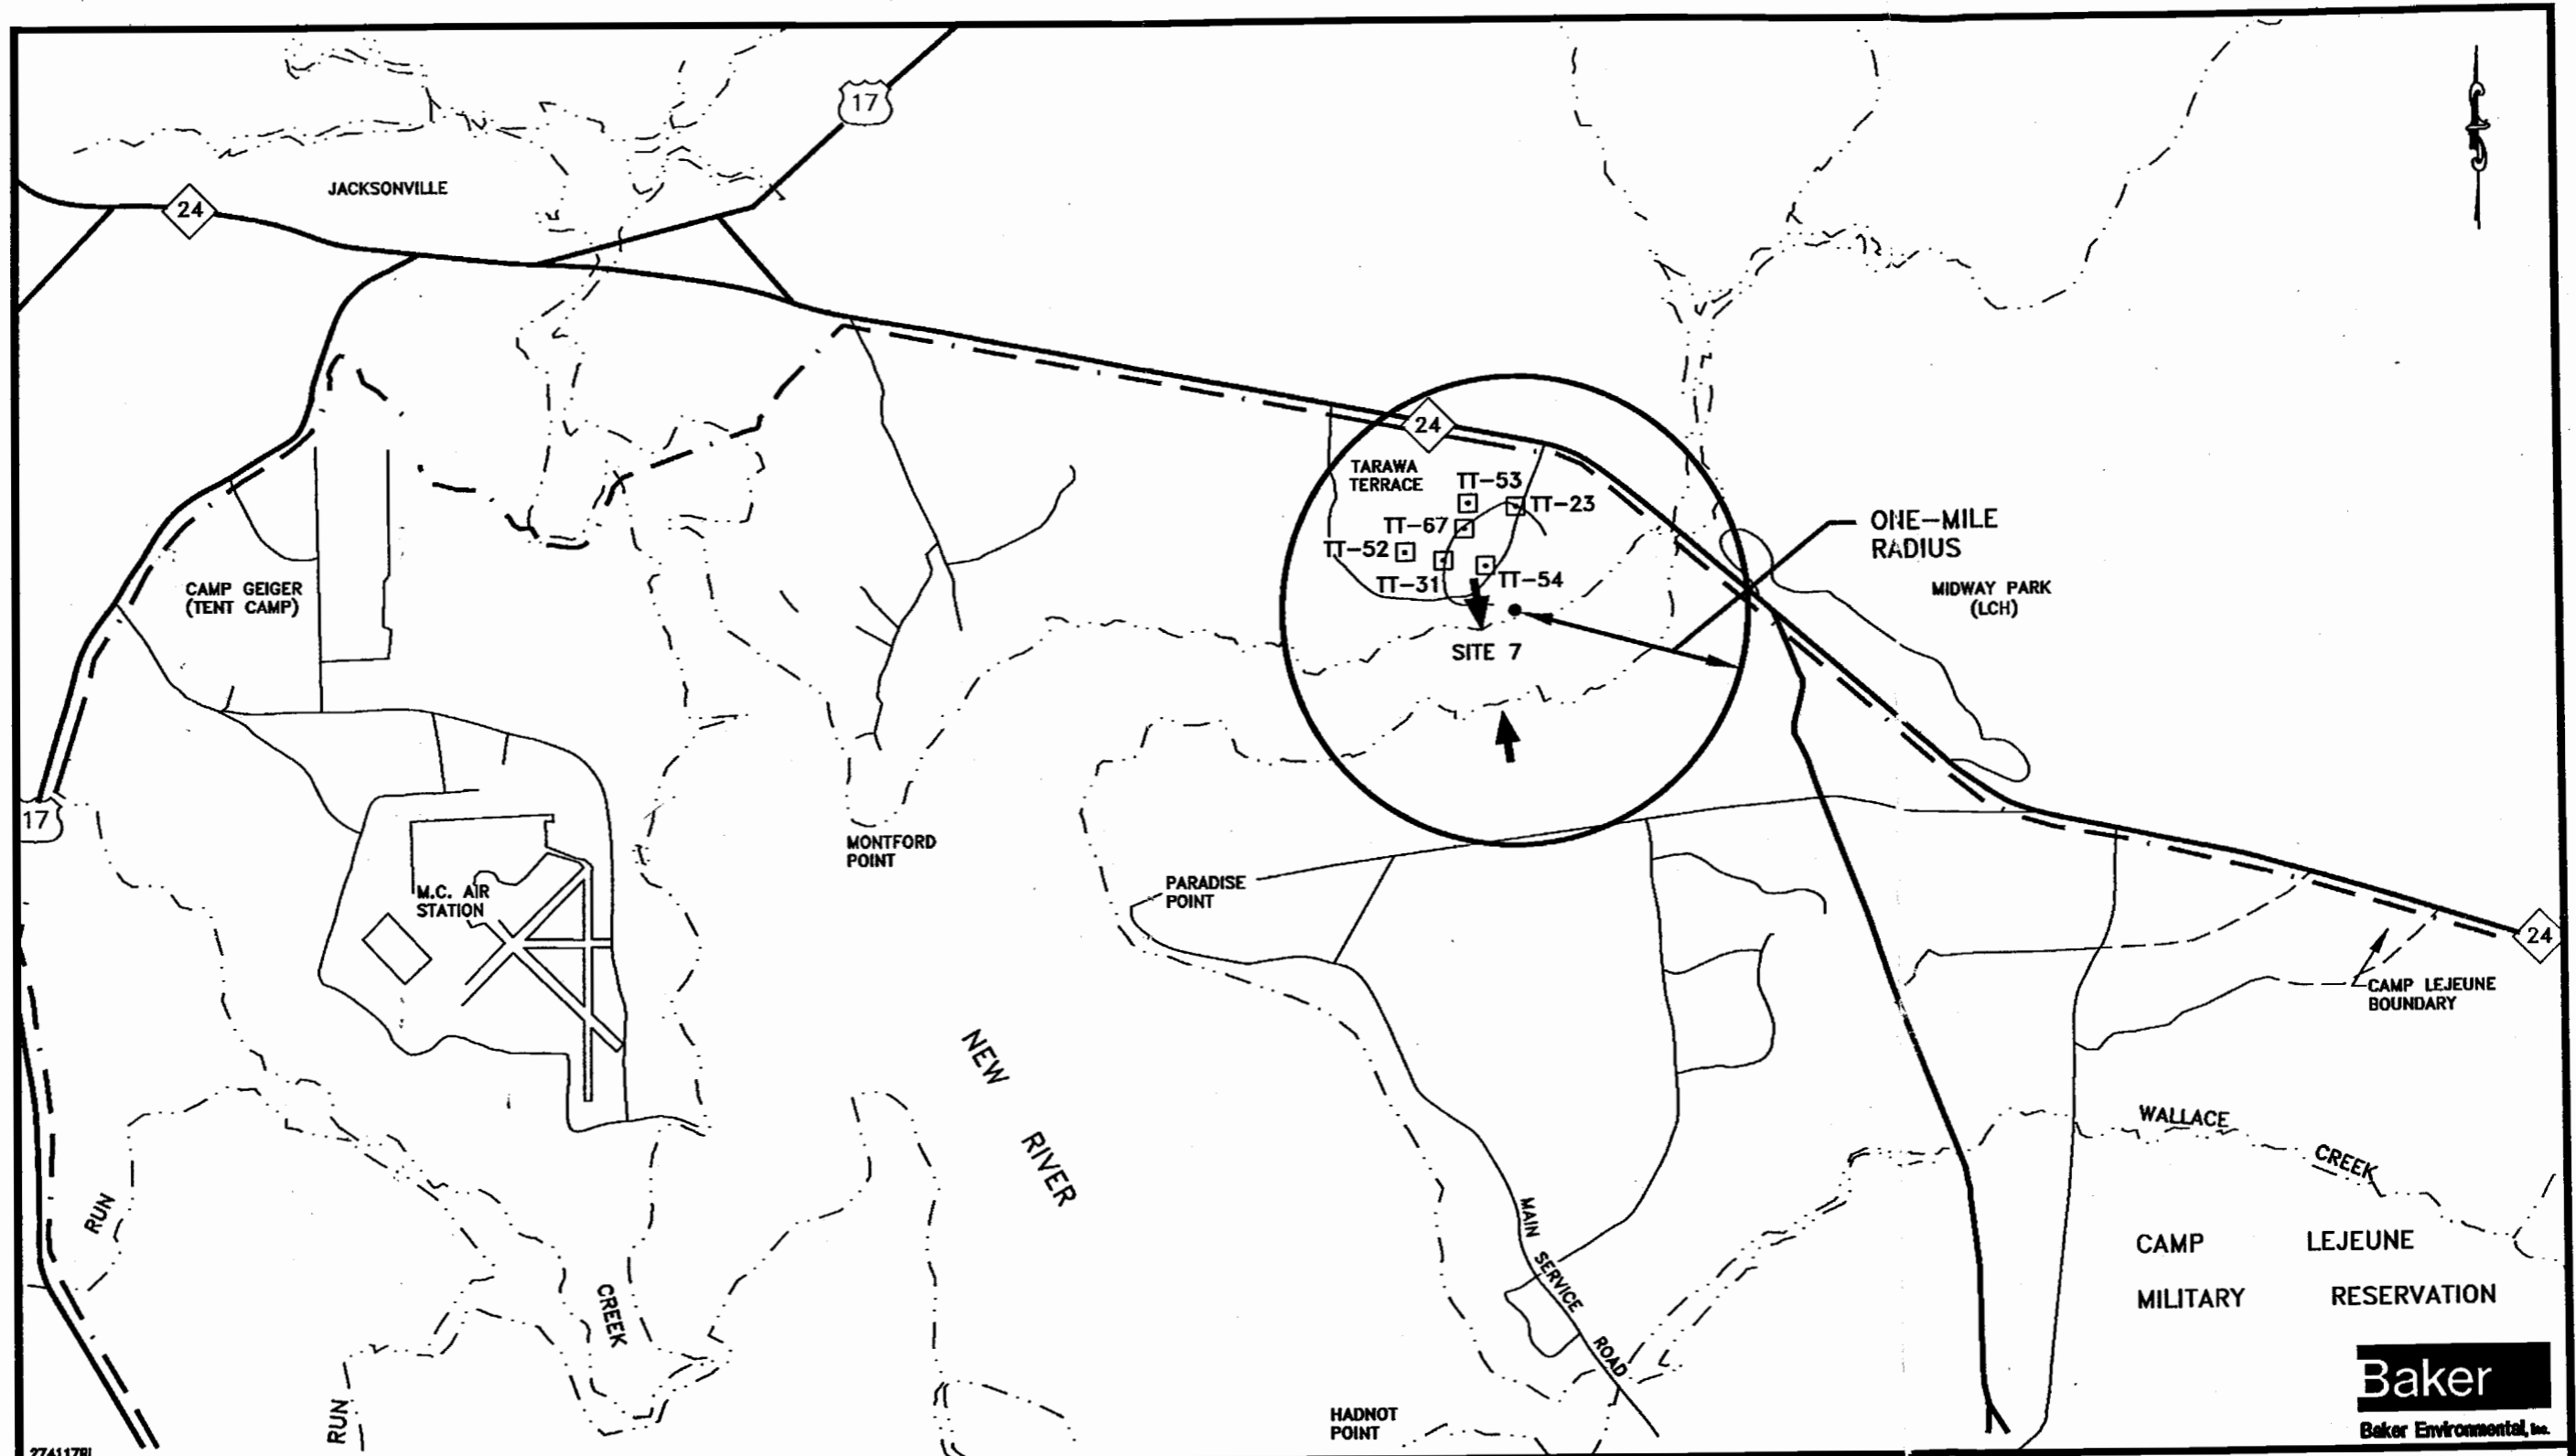 17
JACKSONVILLE
24
24
TARAWA
TERRACE
TT-53
TT-23
TT-67
TT-52
TT-31
TT-54
ONE-MILE
RADIUS
MIDWAY PARK
(LCH)
CAMP GEIGER
(TENT CAMP)
SITE 7
17
MONTFORD
POINT
PARADISE
POINT
M.C. AIR
STATION
24
CAMP LEJEUNE
BOUNDARY
NEW
RIVER
WALLACE
CREEK
RUN
MAIN SERVICE ROAD
CAMP LEJEUNE
MILITARY RESERVATION
CREEK
RUN
HADNOT
POINT
Baker
Baker Environmental, Inc.